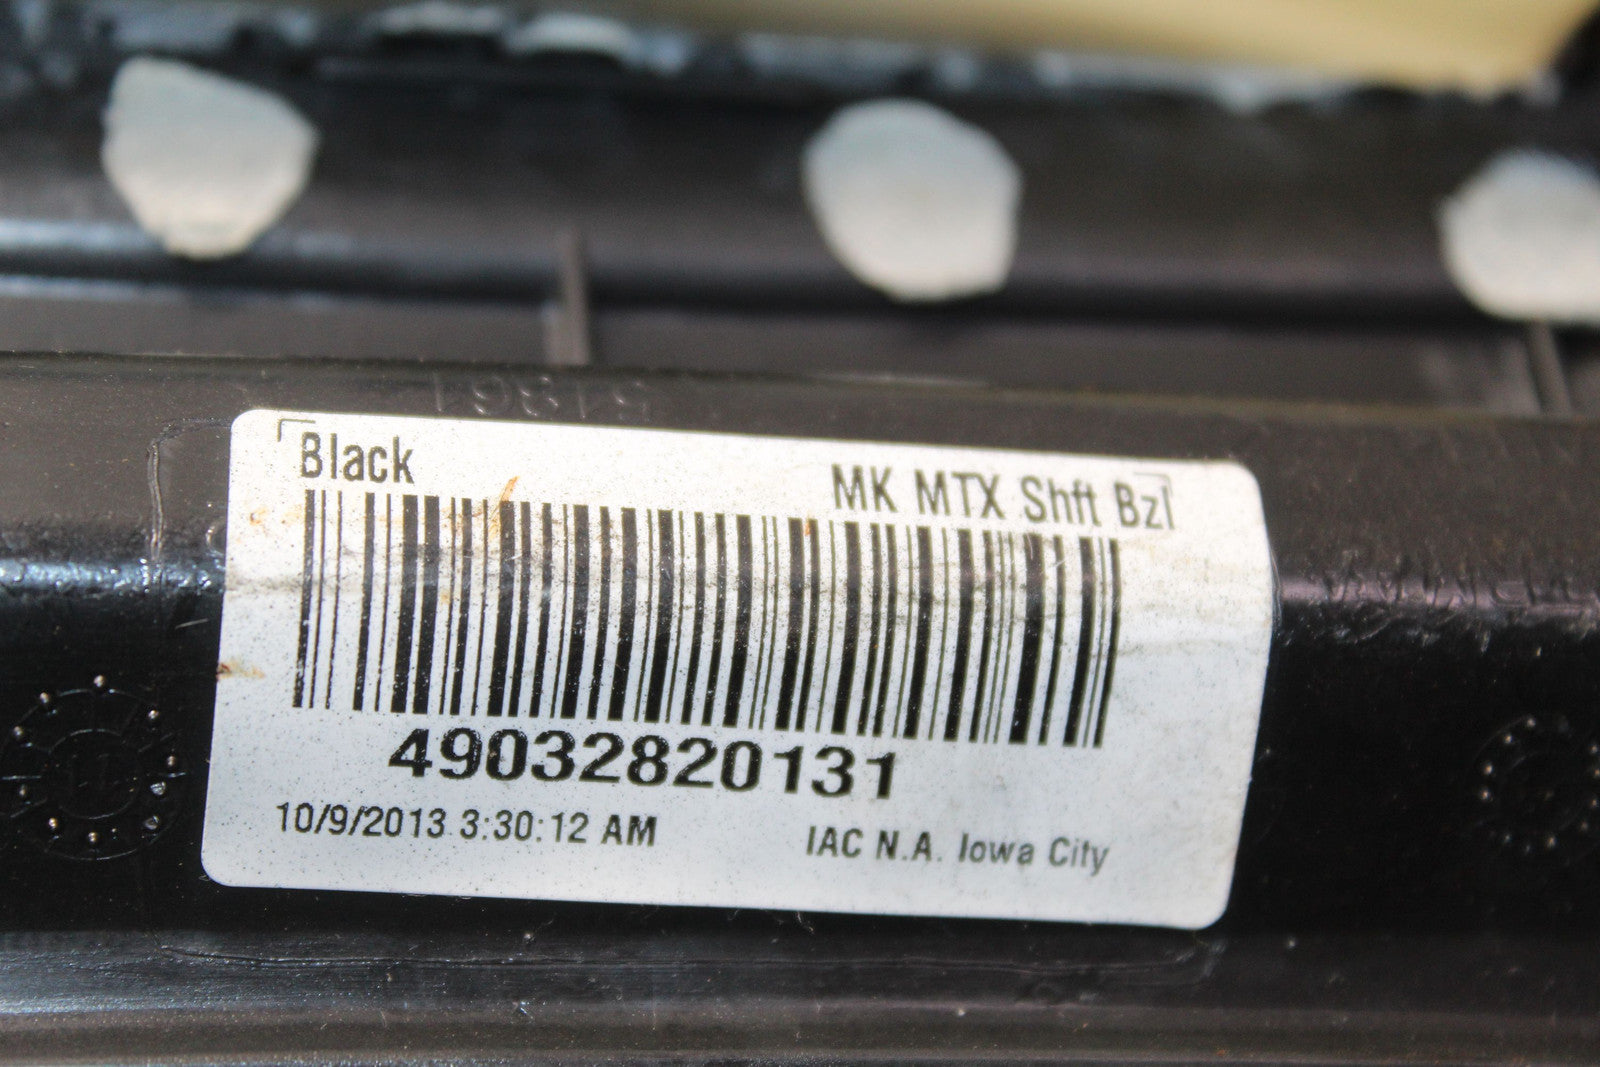 Black
MK MTX Shft Bzl
49032820131
10/9/2013 3:30:12 AM
IAC N.A. Iowa City